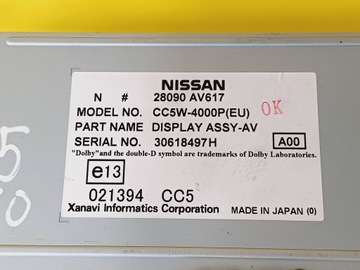 NISSAN
N # 28090 AV617
MODEL NO. CC5W-4000P(EU) OK
PART NAME DISPLAY ASSY-AV
SERIAL NO. 30618497H A00
"Dolby" and the double-D symbol are trademarks of Dolby Laboratories.
e13
021394 CC5
Xanavi Informatics Corporation MADE IN JAPAN (0)